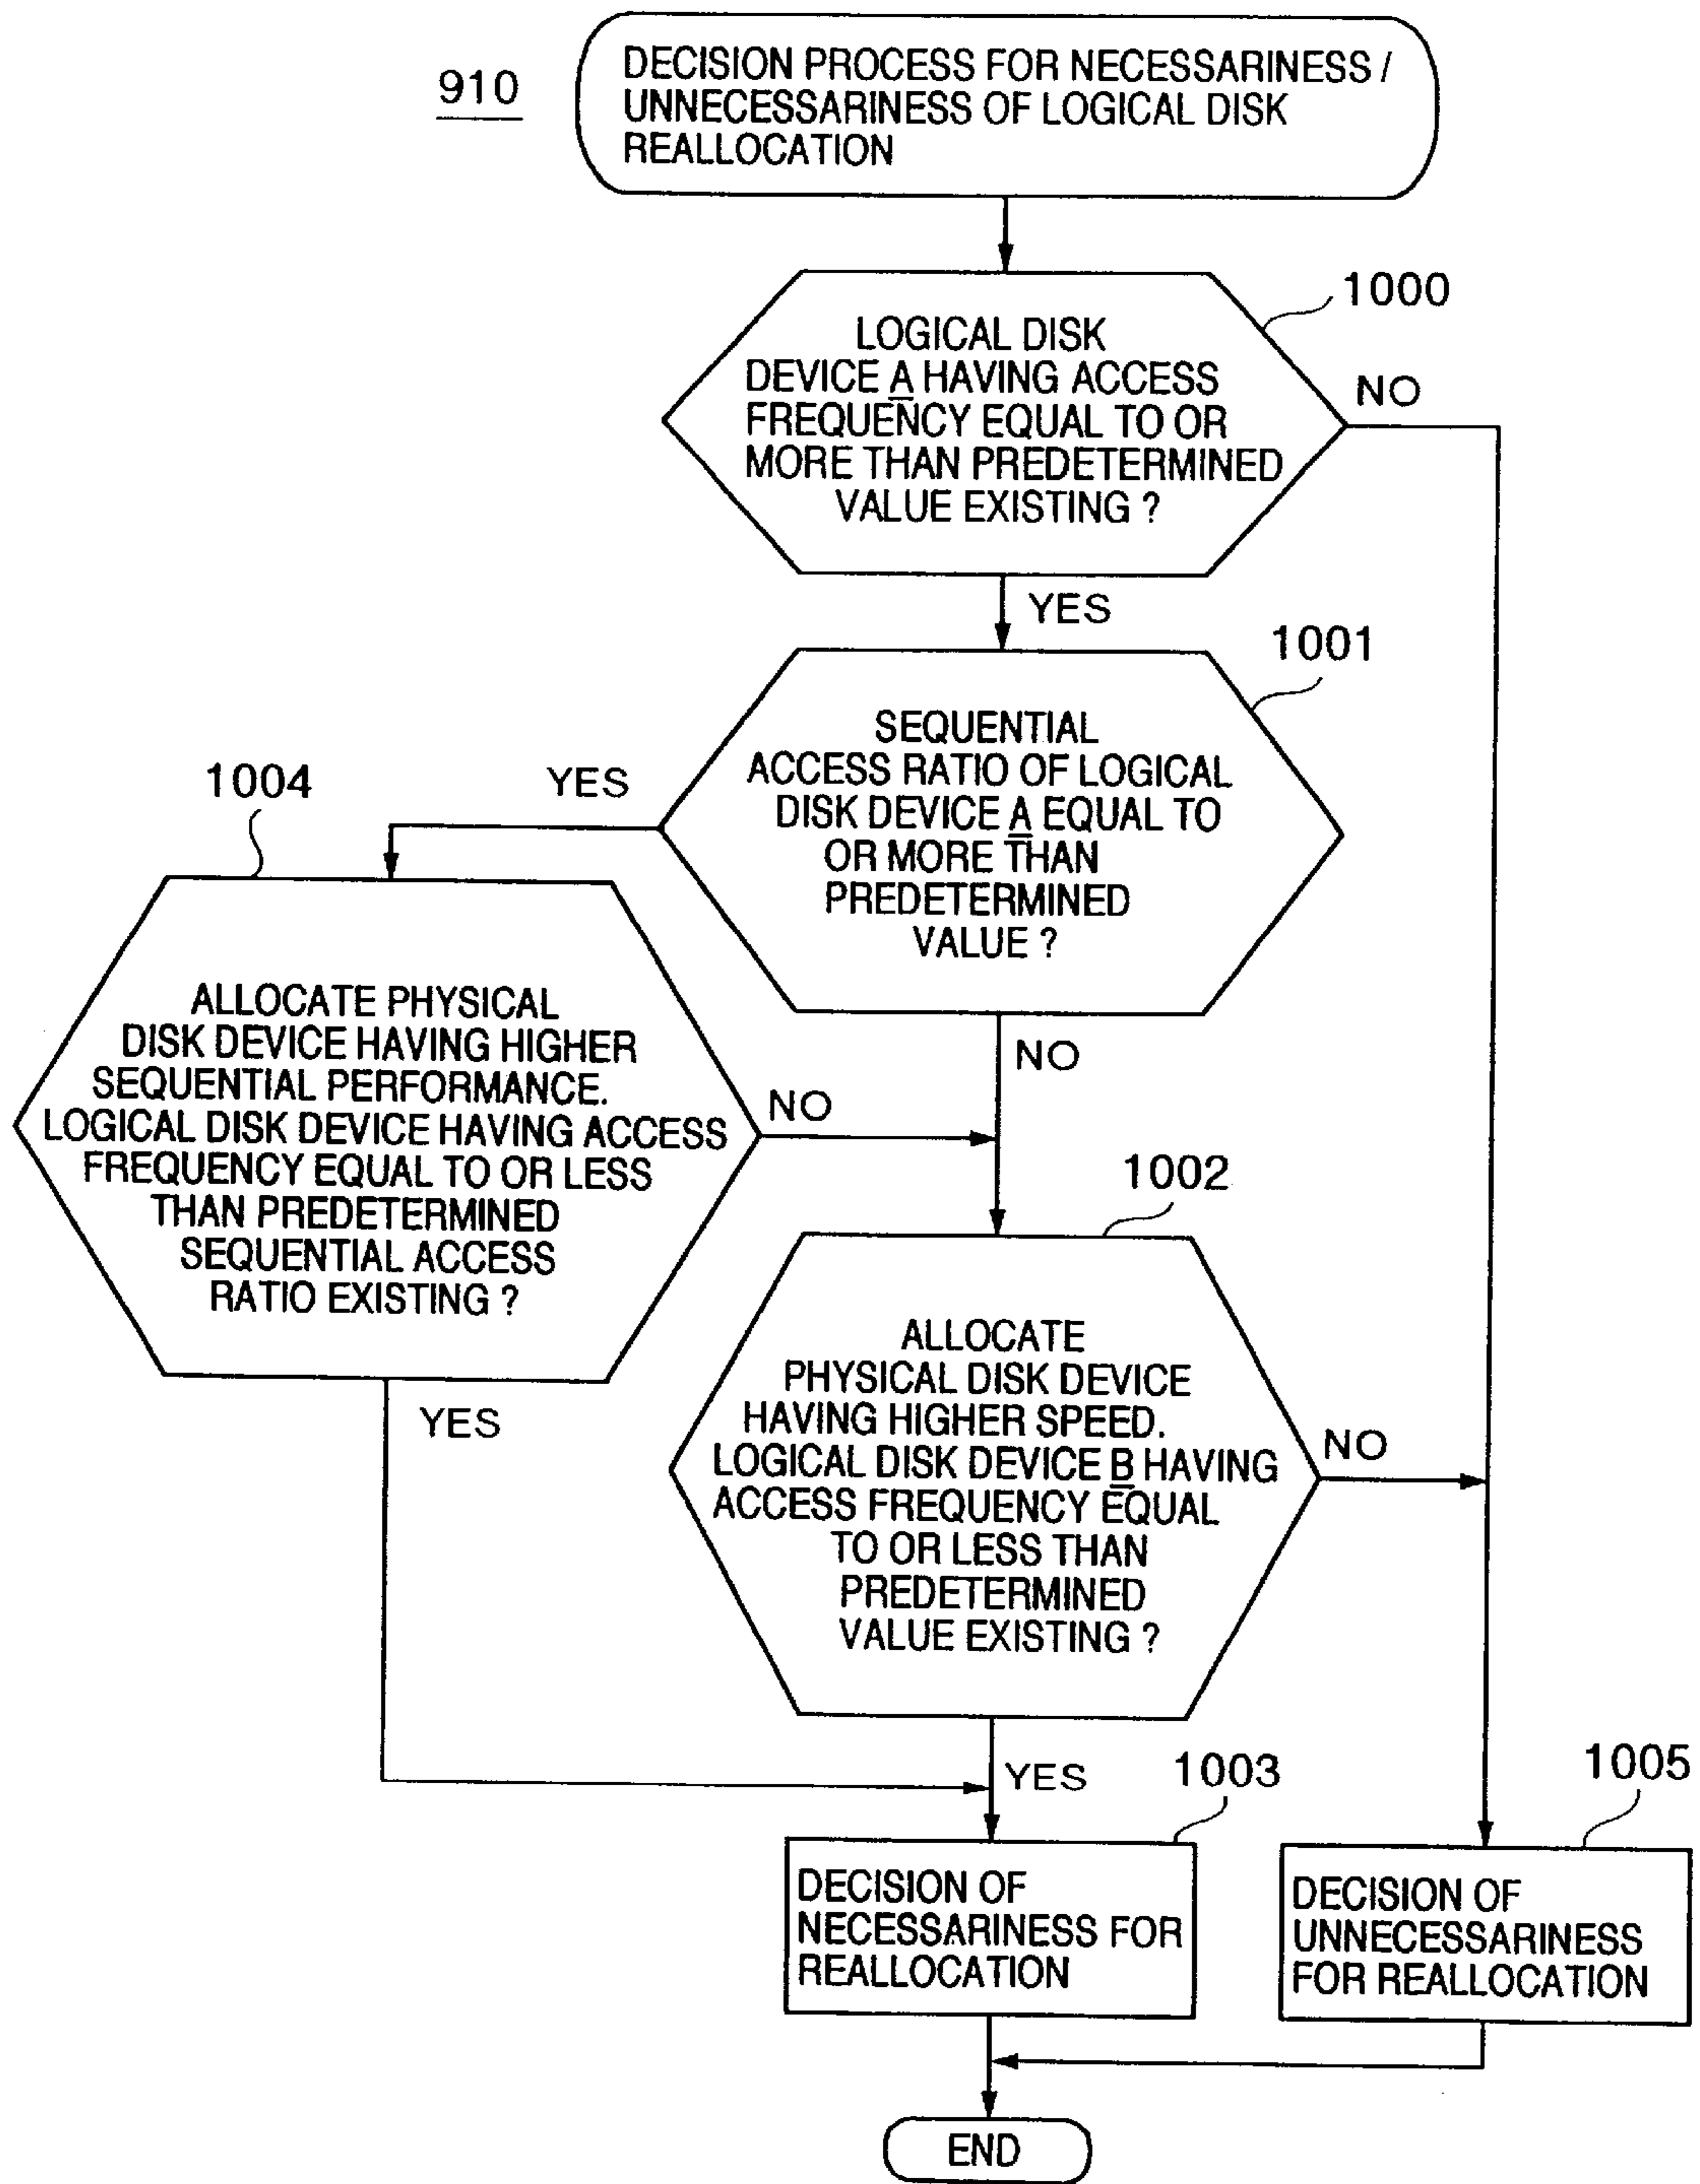 910
DECISION PROCESS FOR NECESSARINESS /
UNNECESSARINESS OF LOGICAL DISK
REALLOCATION
1000
LOGICAL DISK
DEVICE A HAVING ACCESS
FREQUENCY EQUAL TO OR
MORE THAN PREDETERMINED
VALUE EXISTING ?
NO
YES
1001
SEQUENTIAL
ACCESS RATIO OF LOGICAL
DISK DEVICE A EQUAL TO
OR MORE THAN
PREDETERMINED
VALUE ?
YES
NO
1004
ALLOCATE PHYSICAL
DISK DEVICE HAVING HIGHER
SEQUENTIAL PERFORMANCE.
LOGICAL DISK DEVICE HAVING ACCESS
FREQUENCY EQUAL TO OR LESS
THAN PREDETERMINED
SEQUENTIAL ACCESS
RATIO EXISTING ?
NO
YES
1002
ALLOCATE
PHYSICAL DISK DEVICE
HAVING HIGHER SPEED.
LOGICAL DISK DEVICE B HAVING
ACCESS FREQUENCY EQUAL
TO OR LESS THAN
PREDETERMINED
VALUE EXISTING ?
NO
YES
1003
DECISION OF
NECESSARINESS FOR
REALLOCATION
1005
DECISION OF
UNNECESSARINESS
FOR REALLOCATION
END